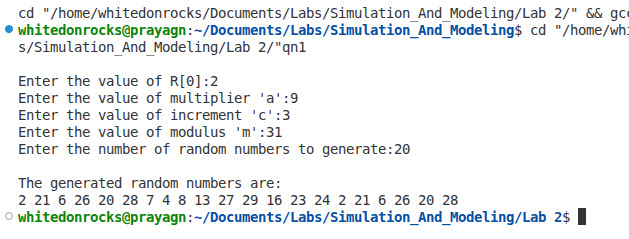 cd "/home/whitedonrocks/Documents/Labs/Simulation_And_Modeling/Lab 2/" && gcc
whitedonrocks@prayagn:~/Documents/Labs/Simulation_And_Modeling$ cd "/home/whi
s/Simulation_And_Modeling/Lab 2/"qn1
Enter the value of R[0]:2
Enter the value of multiplier 'a':9
Enter the value of increment 'c':3
Enter the value of modulus 'm':31
Enter the number of random numbers to generate:20
The generated random numbers are:
2 21 6 26 20 28 7 4 8 13 27 29 16 23 24 2 21 6 26 20 28
whitedonrocks@prayagn:~/Documents/Labs/Simulation_And_Modeling/Lab 2$